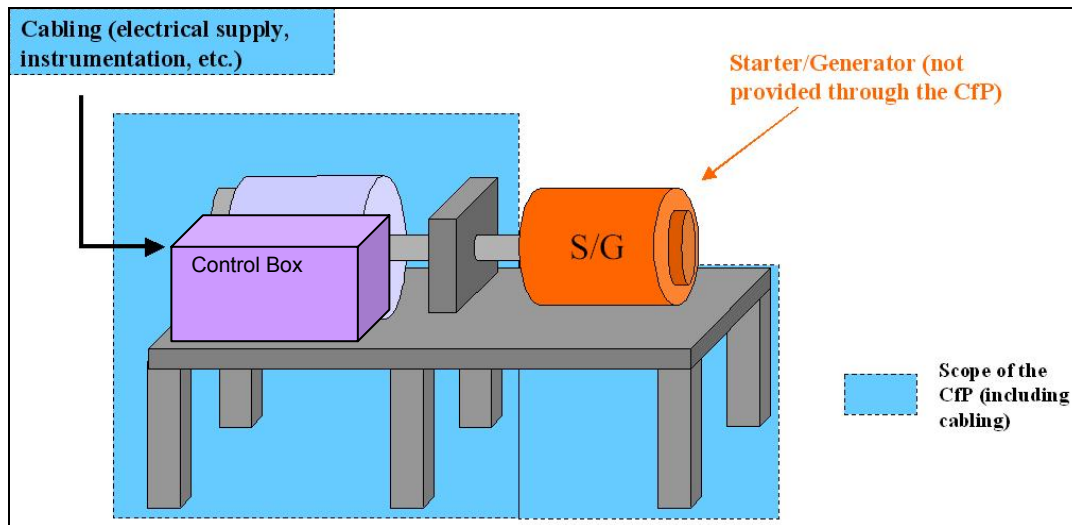 Cabling (electrical supply,
instrumentation, etc.)
Starter/Generator (not
provided through the CfP)
S/G
Control Box
Scope of the
CfP (including
cabling)